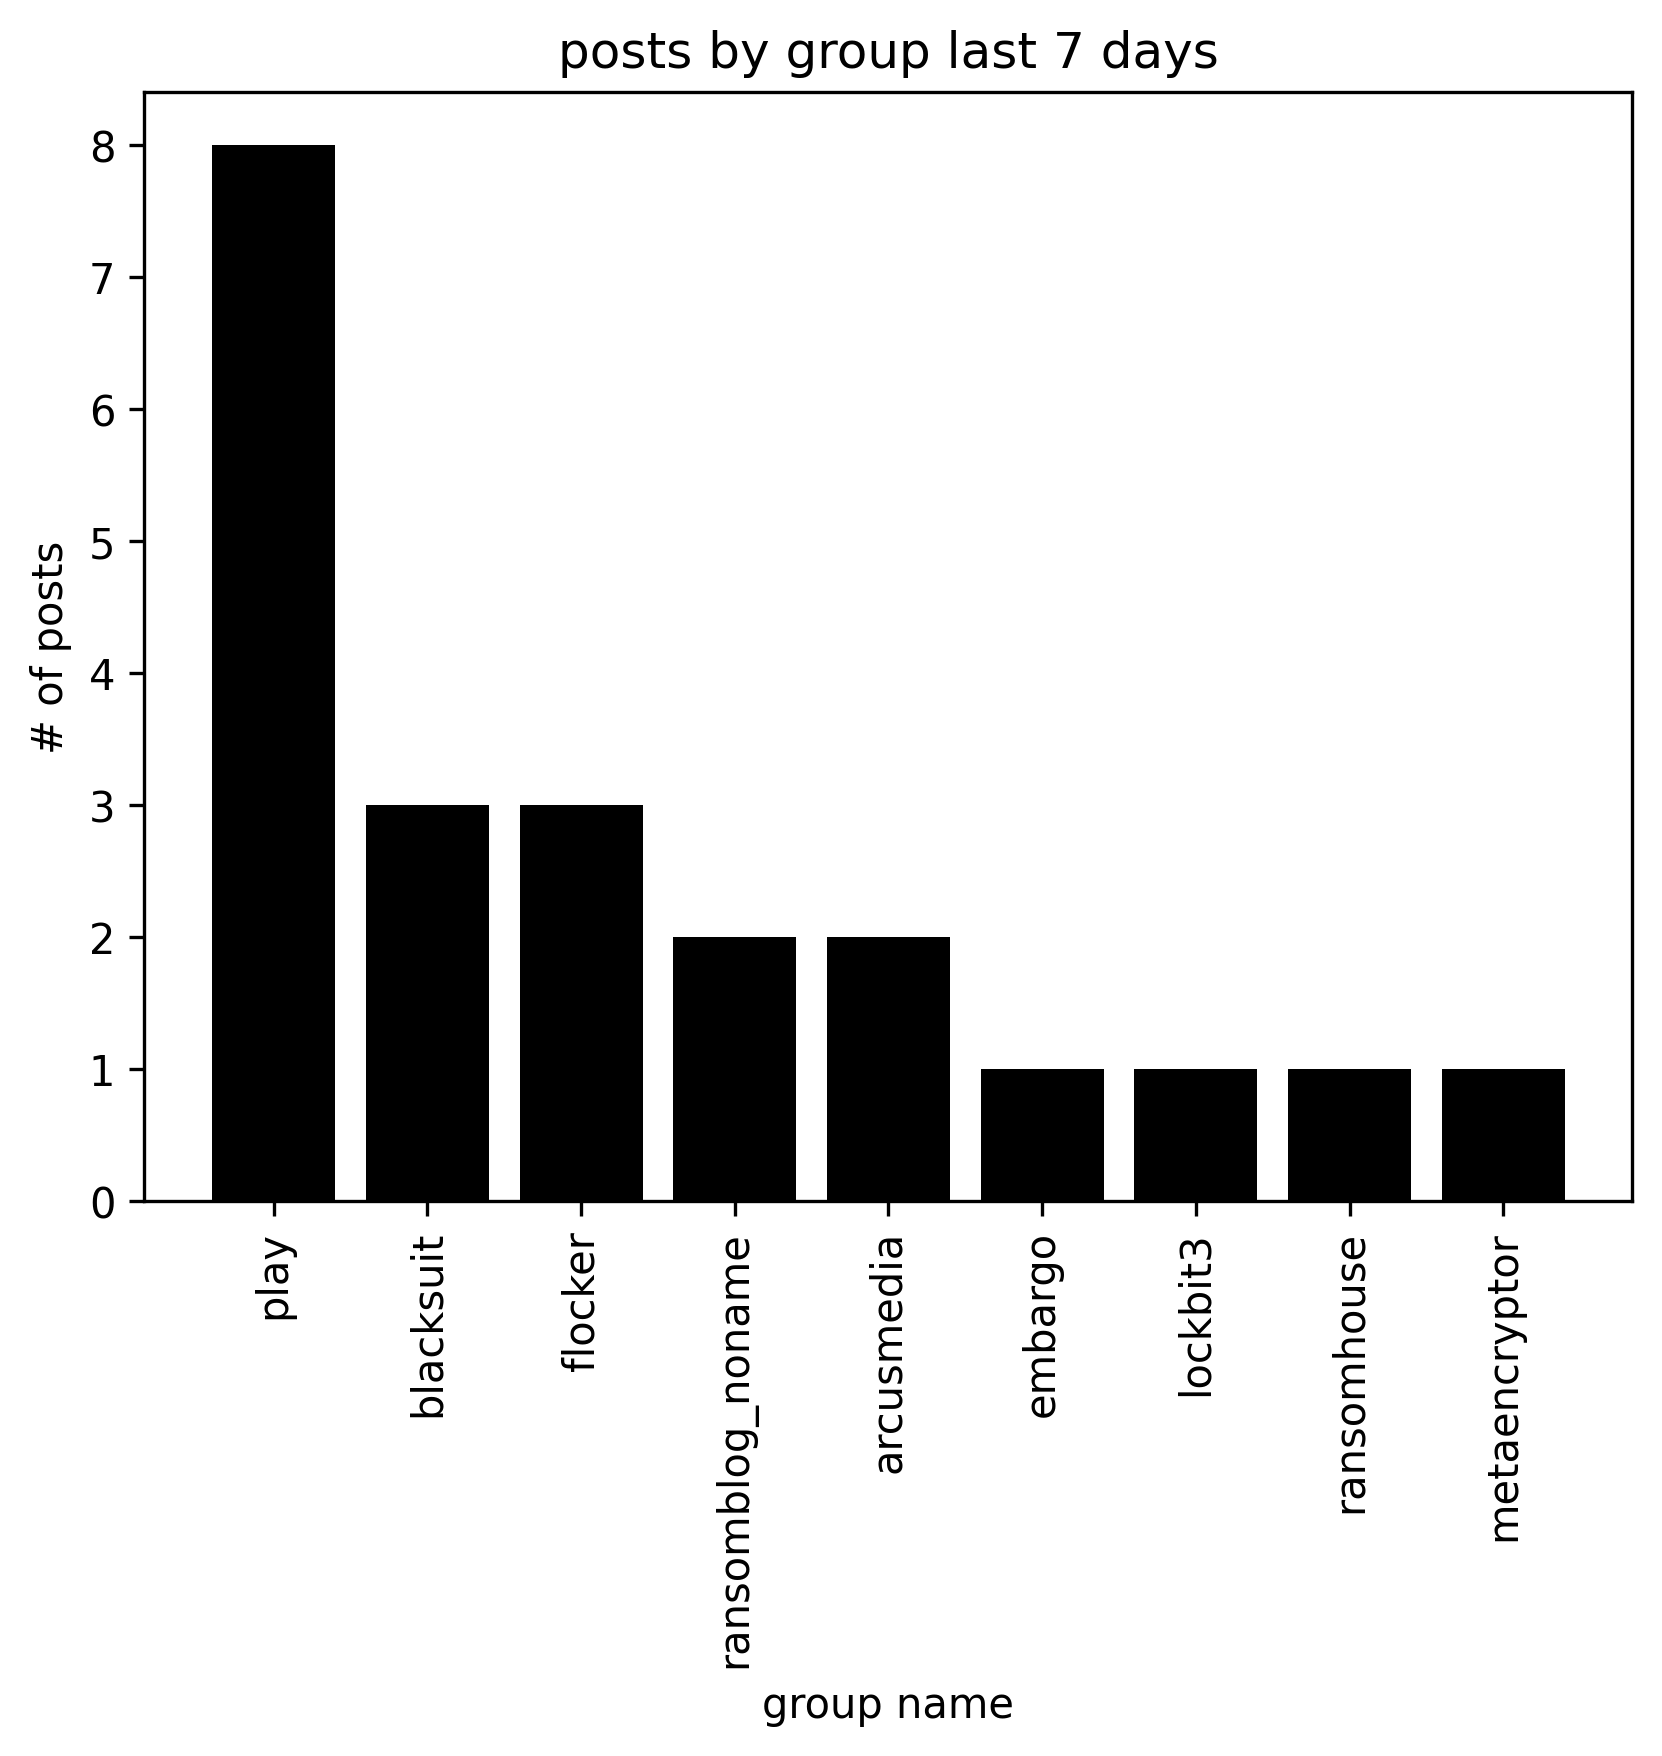 posts by group last 7 days
# of posts
8
7
6
5
4
3
2
1
0
play
blacksuit
flocker
ransomblog_noname
arcusmedia
embargo
lockbit3
ransomhouse
metaencryptor
group name